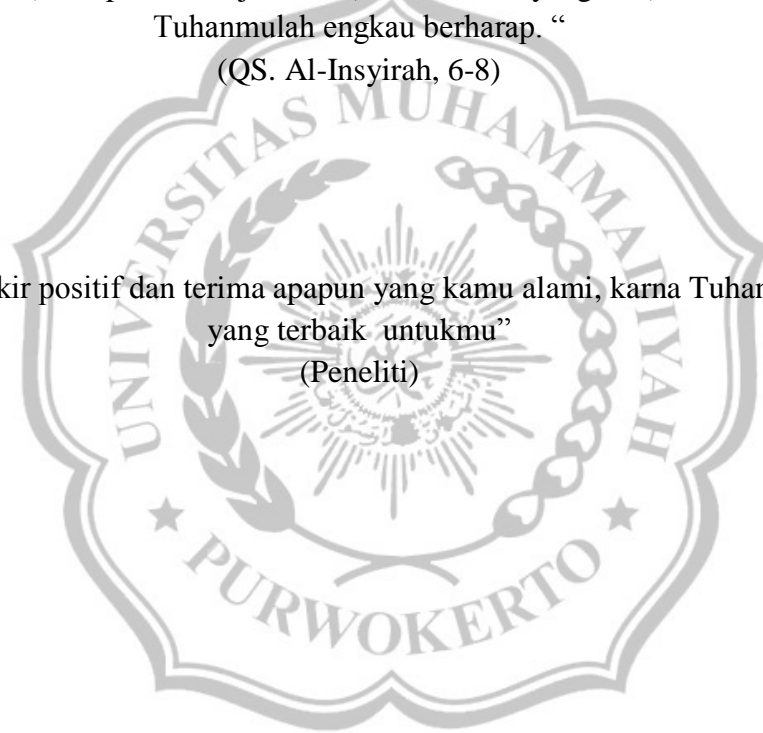 Tuhanmulah engkau berharap. “
(QS. Al-Insyirah, 6-8)
kir positif dan terima apapun yang kamu alami, karna Tuhan
yang terbaik untukmu”
(Peneliti)
UNIVERSITAS MUHAMMADIYAH
PURWOKERTO